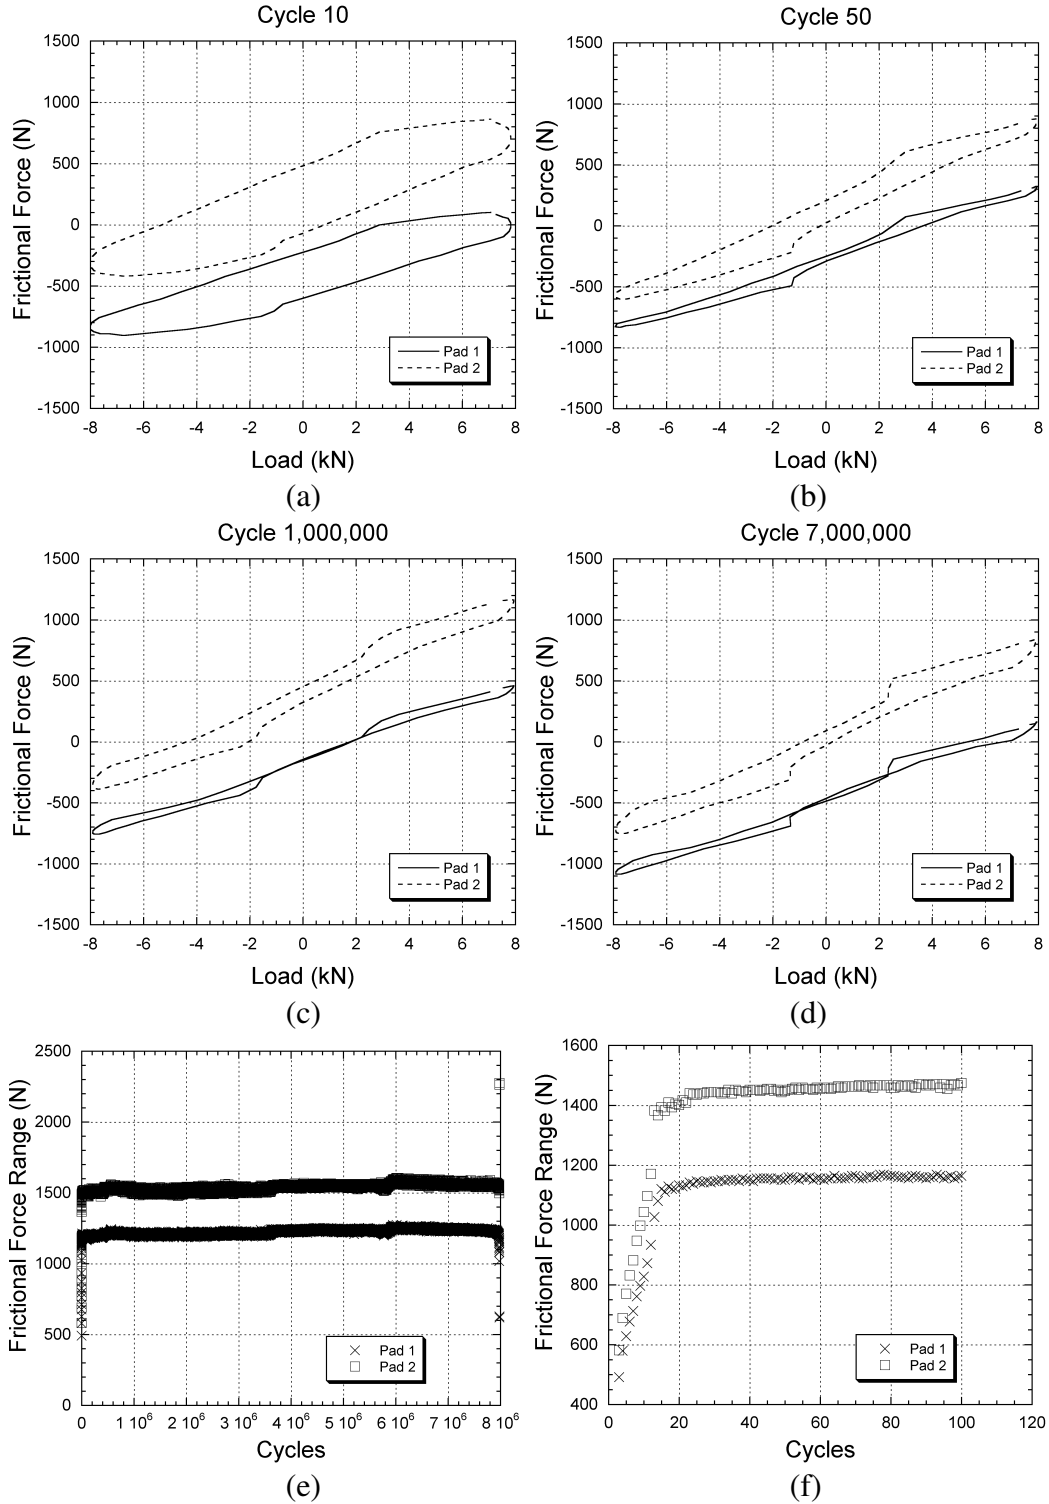 Cycle 10
Frictional Force (N)
1500
1000
500
0
-500
-1000
-1500
-8 -6 -4 -2 0 2 4 6 8
Load (kN)
Pad 1
Pad 2
(a)
Cycle 50
Frictional Force (N)
1500
1000
500
0
-500
-1000
-1500
-8 -6 -4 -2 0 2 4 6 8
Load (kN)
Pad 1
Pad 2
(b)
Cycle 1,000,000
Frictional Force (N)
1500
1000
500
0
-500
-1000
-1500
-8 -6 -4 -2 0 2 4 6 8
Load (kN)
Pad 1
Pad 2
(c)
Cycle 7,000,000
Frictional Force (N)
1500
1000
500
0
-500
-1000
-1500
-8 -6 -4 -2 0 2 4 6 8
Load (kN)
Pad 1
Pad 2
(d)
Frictional Force Range (N)
2500
2000
1500
1000
500
0
0 1 10⁶ 2 10⁶ 3 10⁶ 4 10⁶ 5 10⁶ 6 10⁶ 7 10⁶ 8 10⁶
Cycles
Pad 1
Pad 2
(e)
Frictional Force Range (N)
1600
1400
1200
1000
800
600
400
0 20 40 60 80 100 120
Cycles
Pad 1
Pad 2
(f)